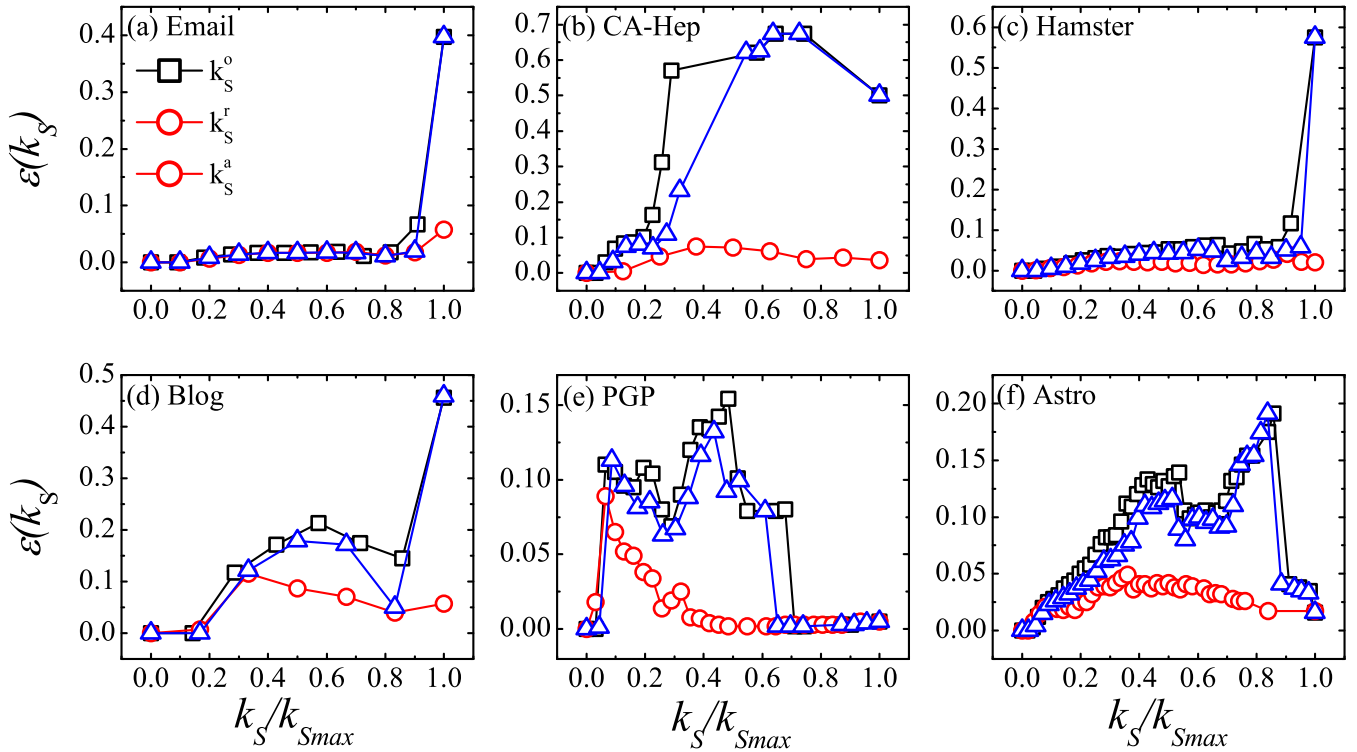 (a) Email
k_S^o
k_S^r
k_S^a
ε(k_S)
0.4
0.3
0.2
0.1
0.0
0.0 0.2 0.4 0.6 0.8 1.0
(b) CA-Hep
0.7
0.6
0.5
0.4
0.3
0.2
0.1
0.0
0.0 0.2 0.4 0.6 0.8 1.0
(c) Hamster
0.6
0.5
0.4
0.3
0.2
0.1
0.0
0.0 0.2 0.4 0.6 0.8 1.0
(d) Blog
ε(k_S)
0.5
0.4
0.3
0.2
0.1
0.0
0.0 0.2 0.4 0.6 0.8 1.0
k_S/k_Smax
(e) PGP
0.15
0.10
0.05
0.00
0.0 0.2 0.4 0.6 0.8 1.0
k_S/k_Smax
(f) Astro
0.20
0.15
0.10
0.05
0.00
0.0 0.2 0.4 0.6 0.8 1.0
k_S/k_Smax